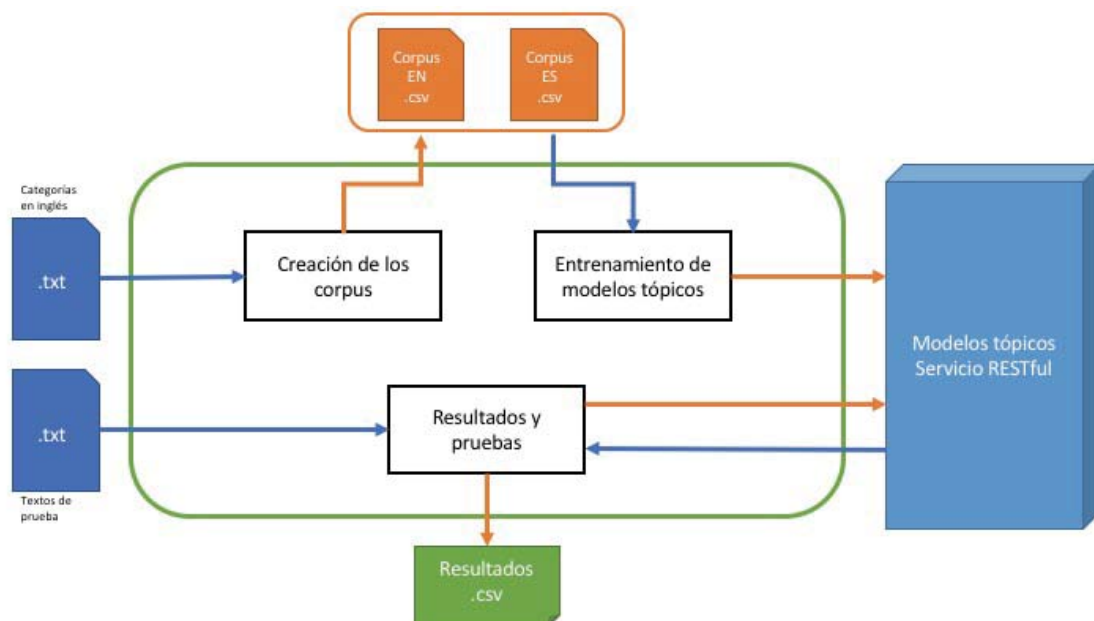 Corpus
EN
.csv
Corpus
ES
.csv
Categorías
en inglés
.txt
Creación de los
corpus
Entrenamiento de
modelos tópicos
Modelos tópicos
Servicio RESTful
.txt
Textos de
prueba
Resultados y
pruebas
Resultados
.csv